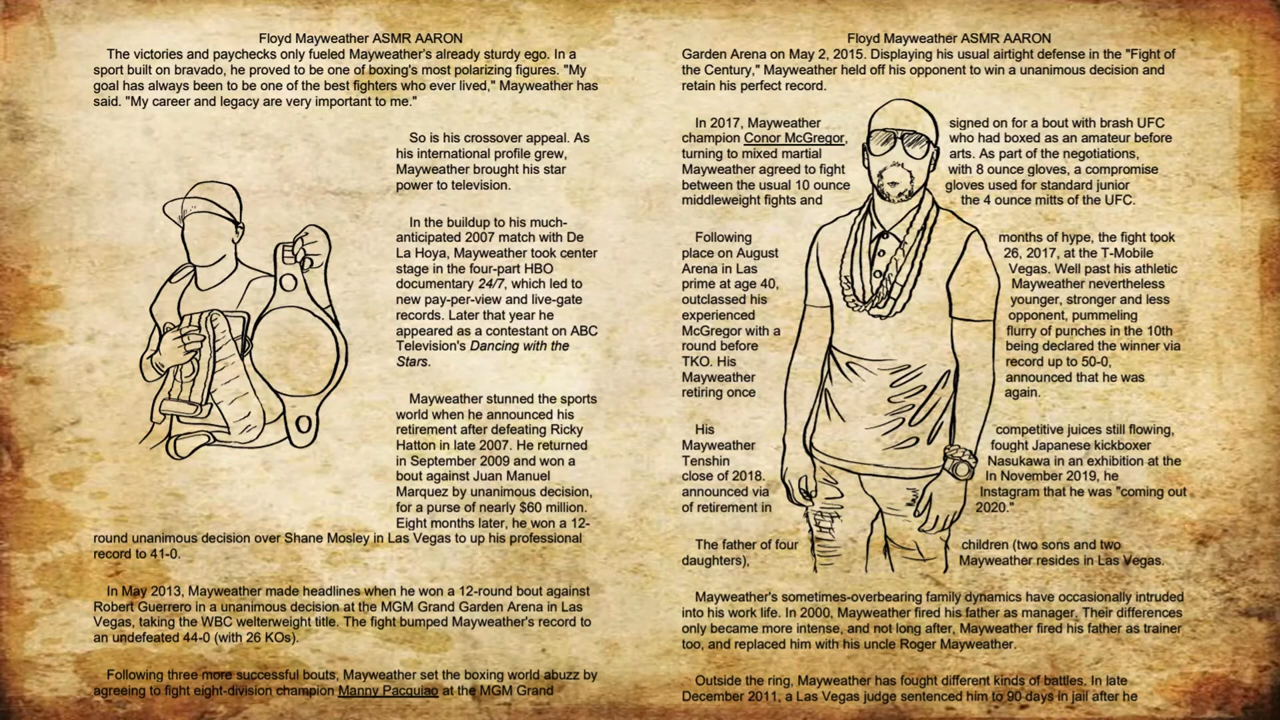 Floyd Mayweather ASMR AARON
The victories and paychecks only fueled Mayweather's already sturdy ego. In a
sport built on bravado, he proved to be one of boxing's most polarizing figures. "My
goal has always been to be one of the best fighters who ever lived," Mayweather has
said. "My career and legacy are very important to me."
So is his crossover appeal. As
his international profile grew,
Mayweather brought his star
power to television.
In the buildup to his much-
anticipated 2007 match with De
La Hoya, Mayweather took center
stage in the four-part HBO
documentary 24/7, which led to
new pay-per-view and live-gate
records. Later that year he
appeared as a contestant on ABC
Television's Dancing with the
Stars.
Mayweather stunned the sports
world when he announced his
retirement after defeating Ricky
Hatton in late 2007. He returned
in September 2009 and won a
bout against Juan Manuel
Marquez by unanimous decision,
for a purse of nearly $60 million.
Eight months later, he won a 12-
round unanimous decision over Shane Mosley in Las Vegas to up his professional
record to 41-0.
In May 2013, Mayweather made headlines when he won a 12-round bout against
Robert Guerrero in a unanimous decision at the MGM Grand Garden Arena in Las
Vegas, taking the WBC welterweight title. The fight bumped Mayweather's record to
an undefeated 44-0 (with 26 KOs).
Following three more successful bouts, Mayweather set the boxing world abuzz by
agreeing to fight eight-division champion Manny Pacquiao at the MGM Grand
Floyd Mayweather ASMR AARON
Garden Arena on May 2, 2015. Displaying his usual airtight defense in the "Fight of
the Century," Mayweather held off his opponent to win a unanimous decision and
retain his perfect record.
In 2017, Mayweather signed on for a bout with brash UFC
champion Conor McGregor, who had boxed as an amateur before
turning to mixed martial arts. As part of the negotiations,
Mayweather agreed to fight with 8 ounce gloves, a compromise
between the usual 10 ounce gloves used for standard junior
middleweight fights and the 4 ounce mitts of the UFC.
Following months of hype, the fight took
place on August 26, 2017, at the T-Mobile
Arena in Las Vegas. Well past his athletic
prime at age 40, Mayweather nevertheless
outclassed his younger, stronger and less
experienced opponent, pummeling
McGregor with a flurry of punches in the 10th
round before being declared the winner via
TKO. His record up to 50-0,
Mayweather announced that he was
retiring once again.
His competitive juices still flowing,
Mayweather fought Japanese kickboxer
Tenshin Nasukawa in an exhibition at the
close of 2018. In November 2019, he
announced via Instagram that he was "coming out
of retirement in 2020."
The father of four children (two sons and two
daughters), Mayweather resides in Las Vegas.
Mayweather's sometimes-overbearing family dynamics have occasionally intruded
into his work life. In 2000, Mayweather fired his father as manager. Their differences
only became more intense, and not long after, Mayweather fired his father as trainer
too, and replaced him with his uncle Roger Mayweather.
Outside the ring, Mayweather has fought different kinds of battles. In late
December 2011, a Las Vegas judge sentenced him to 90 days in jail after he